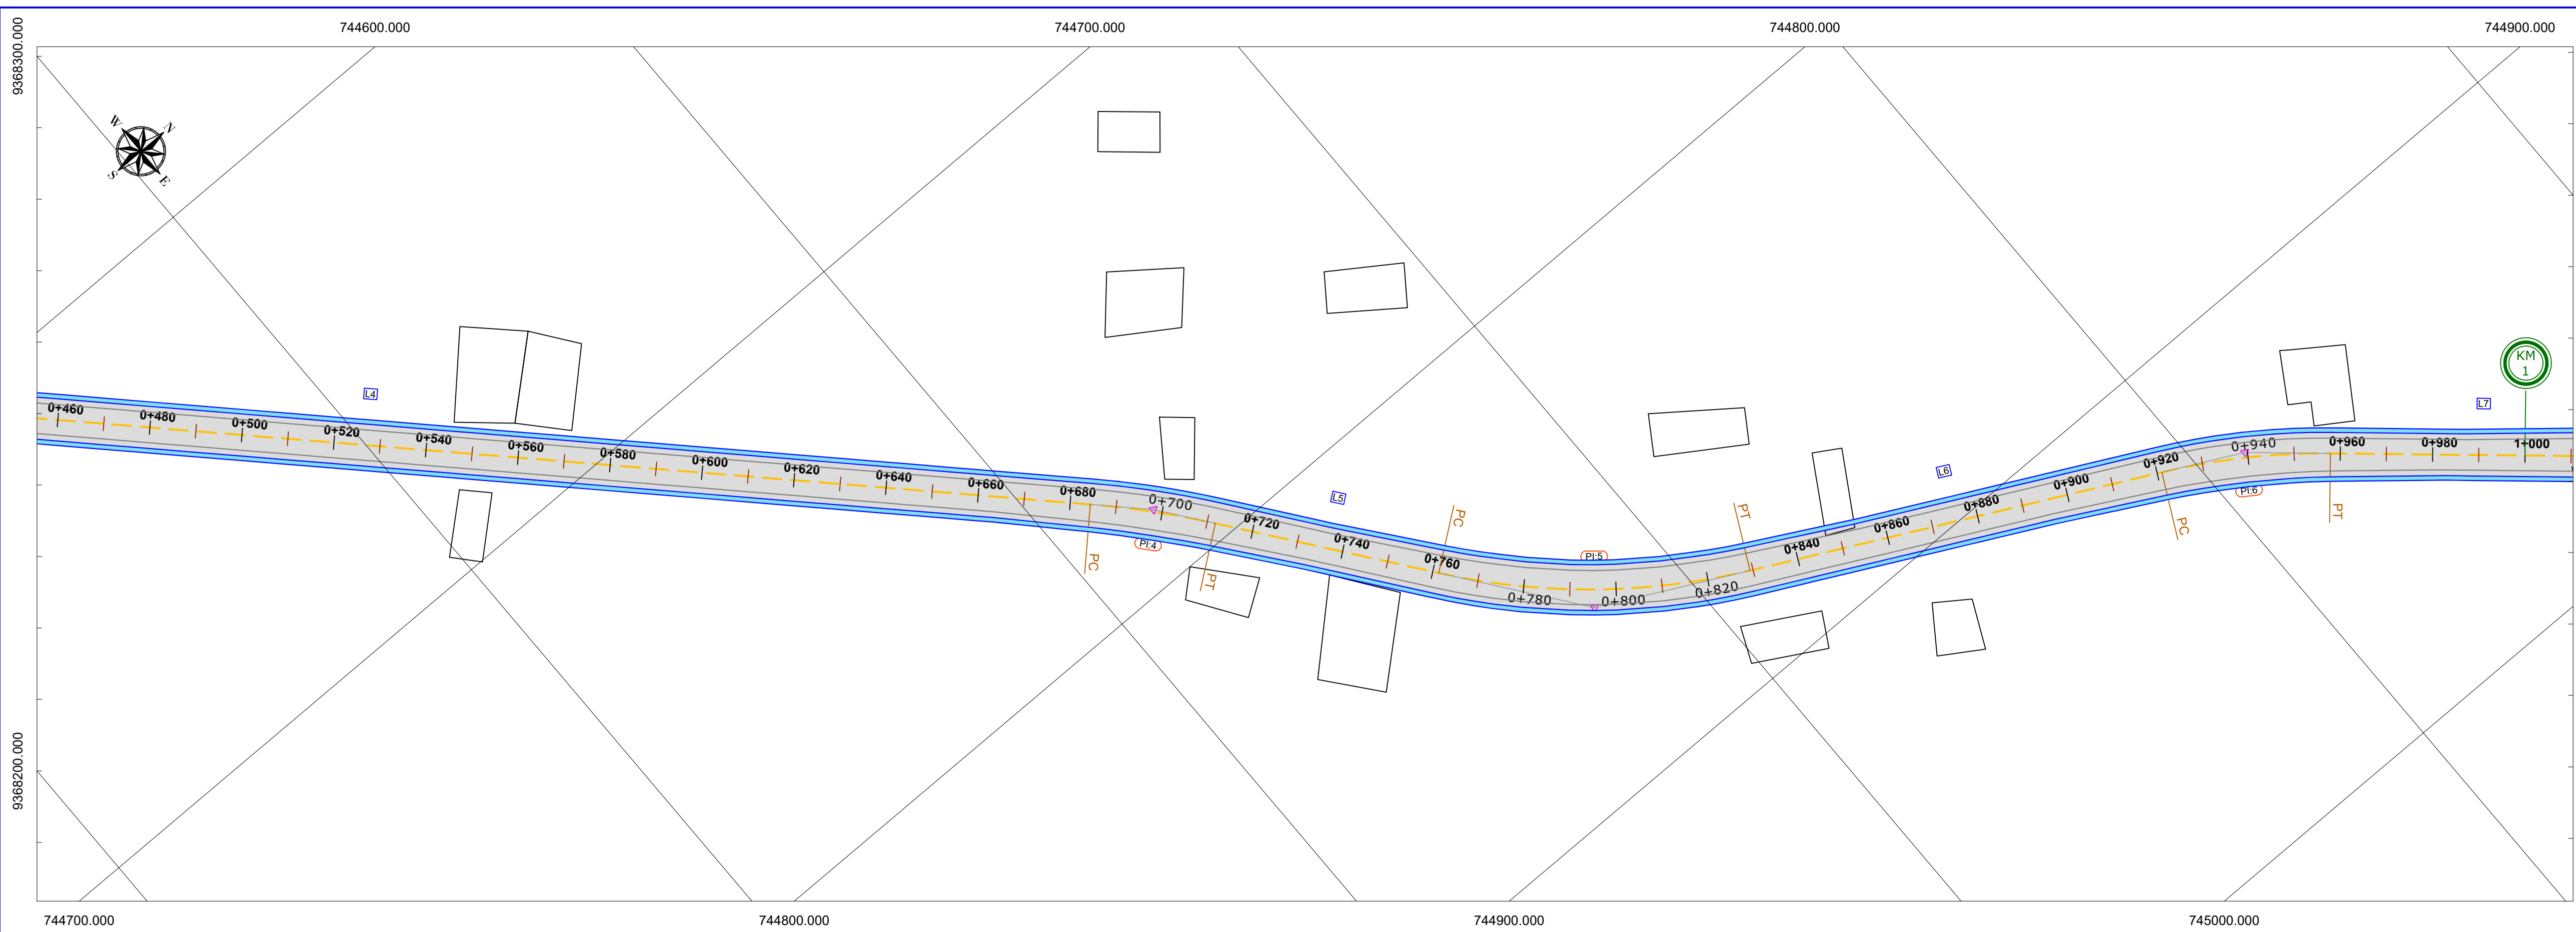 744600.000
744700.000
744800.000
744900.000
9368300.000
W
N
S
E
KM
1
L4
L7
0+460
0+480
0+500
0+520
0+540
0+560
0+580
0+600
0+620
0+640
0+660
0+680
0+700
0+720
0+740
0+760
0+780
0+800
0+820
0+840
0+860
0+880
0+900
0+920
0+940
0+960
0+980
1+000
L5
L6
PC
PI:4
PT
PC
PI:5
PT
PC
PI:6
PT
9368200.000
744700.000
744800.000
744900.000
745000.000